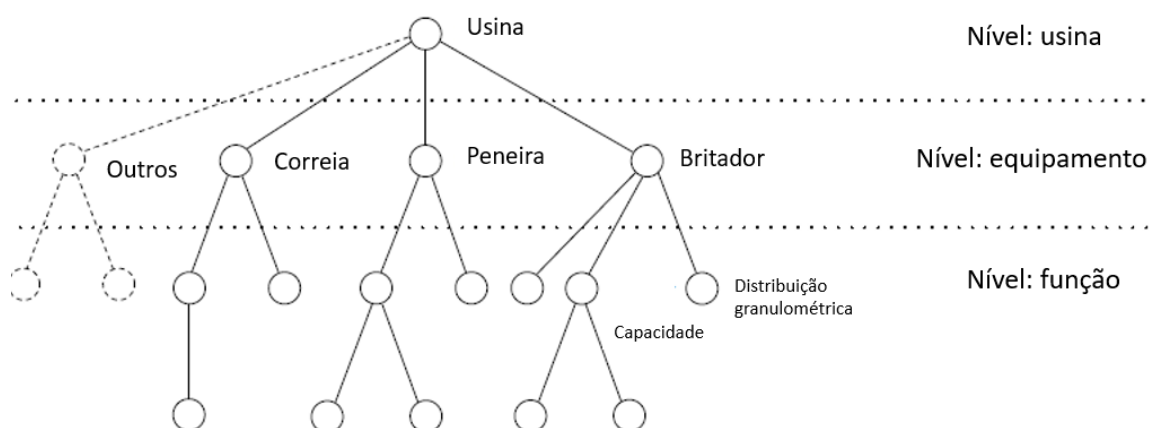 Usina
Nível: usina
Outros
Correia
Peneira
Britador
Nível: equipamento
Distribuição
granulométrica
Nível: função
Capacidade